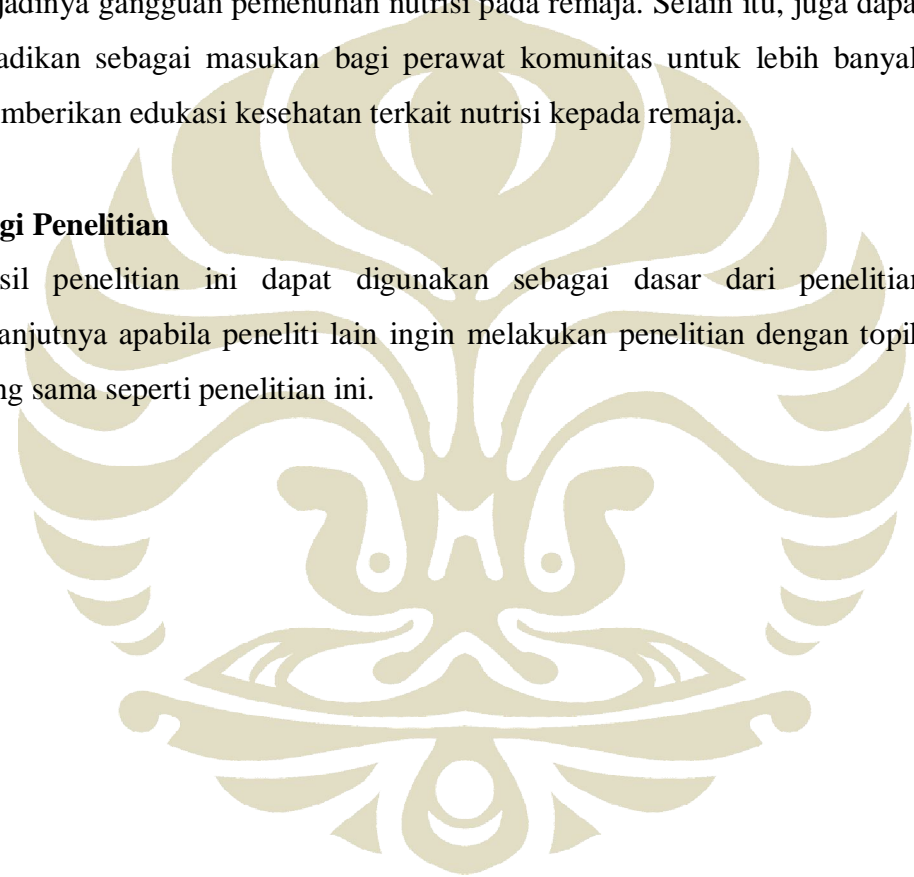 jadinya gangguan pemenuhan nutrisi pada remaja. Selain itu, juga dapa
adikan sebagai masukan bagi perawat komunitas untuk lebih banyak
mberikan edukasi kesehatan terkait nutrisi kepada remaja.
gi Penelitian
sil penelitian ini dapat digunakan sebagai dasar dari penelitian
anjutnya apabila peneliti lain ingin melakukan penelitian dengan topik
ng sama seperti penelitian ini.